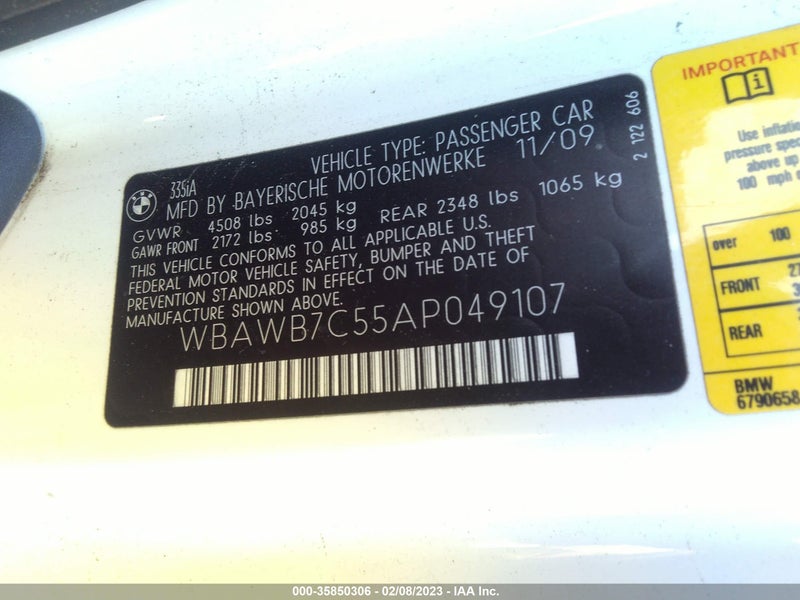 BMW
335iA
VEHICLE TYPE: PASSENGER CAR
MFD BY BAYERISCHE MOTORENWERKE 11/09
GVWR 4508 lbs 2045 kg
GAWR FRONT 2172 lbs 985 kg REAR 2348 lbs 1065 kg
THIS VEHICLE CONFORMS TO ALL APPLICABLE U.S.
FEDERAL MOTOR VEHICLE SAFETY, BUMPER AND THEFT
PREVENTION STANDARDS IN EFFECT ON THE DATE OF
MANUFACTURE SHOWN ABOVE.
WBAWB7C55AP049107
2 122 606
IMPORTANT
i
Use inflation
pressure spec
above up
100 mph o
over 100
FRONT 27
REAR
BMW
6790658
000-35850306 - 02/08/2023 - IAA Inc.